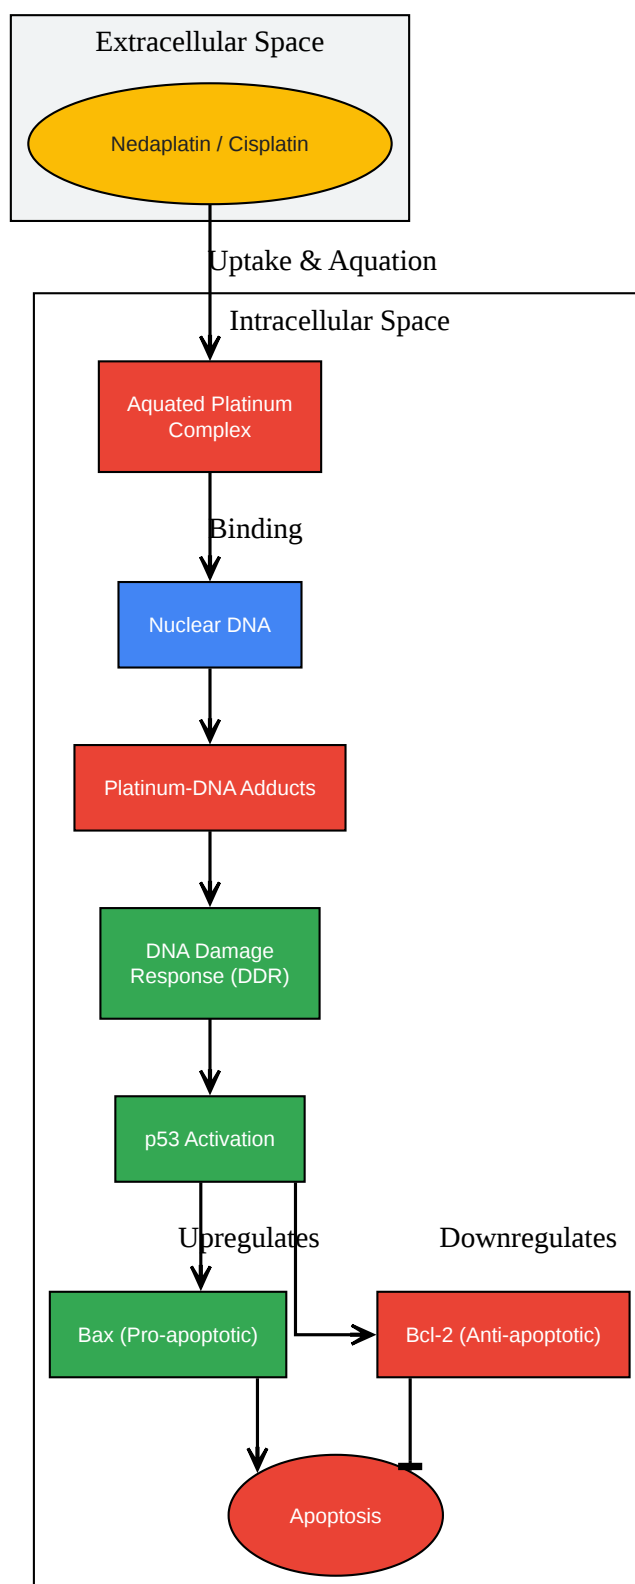 Extracellular Space
Nedaplatin / Cisplatin
Uptake & Aquation
Intracellular Space
Aquated Platinum
Complex
Binding
Nuclear DNA
Platinum-DNA Adducts
DNA Damage
Response (DDR)
p53 Activation
Upregulates
Downregulates
Bax (Pro-apoptotic)
Bcl-2 (Anti-apoptotic)
Apoptosis